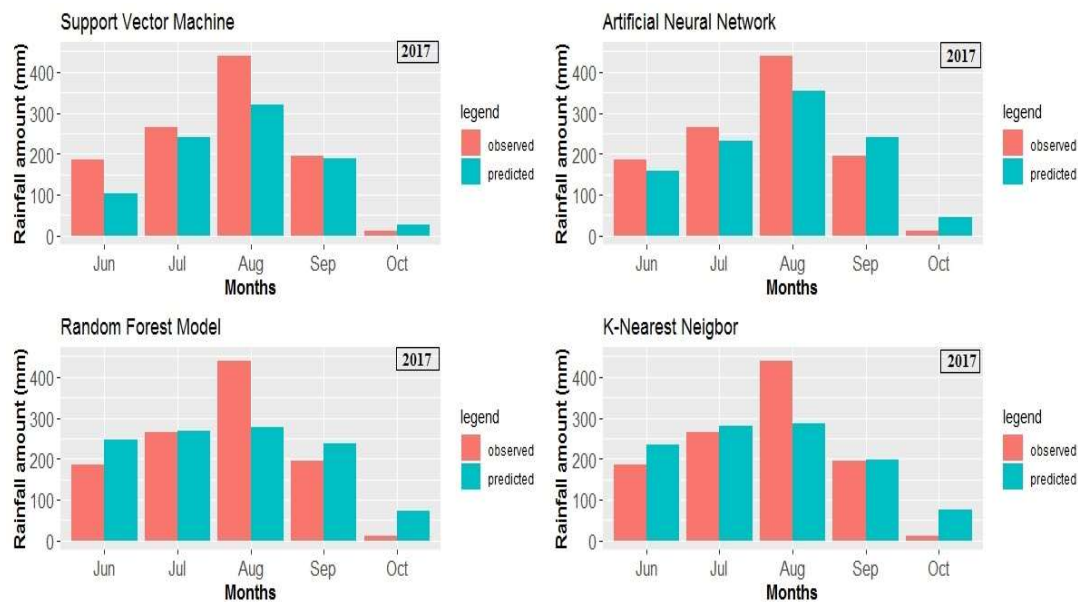 Support Vector Machine
2017
Rainfall amount (mm)
400
300
200
100
0
Jun Jul Aug Sep Oct
Months
legend
observed
predicted
Artificial Neural Network
2017
Rainfall amount (mm)
400
300
200
100
0
Jun Jul Aug Sep Oct
Months
legend
observed
predicted
Random Forest Model
2017
Rainfall amount (mm)
400
300
200
100
0
Jun Jul Aug Sep Oct
Months
legend
observed
predicted
K-Nearest Neigbor
2017
Rainfall amount (mm)
400
300
200
100
0
Jun Jul Aug Sep Oct
Months
legend
observed
predicted